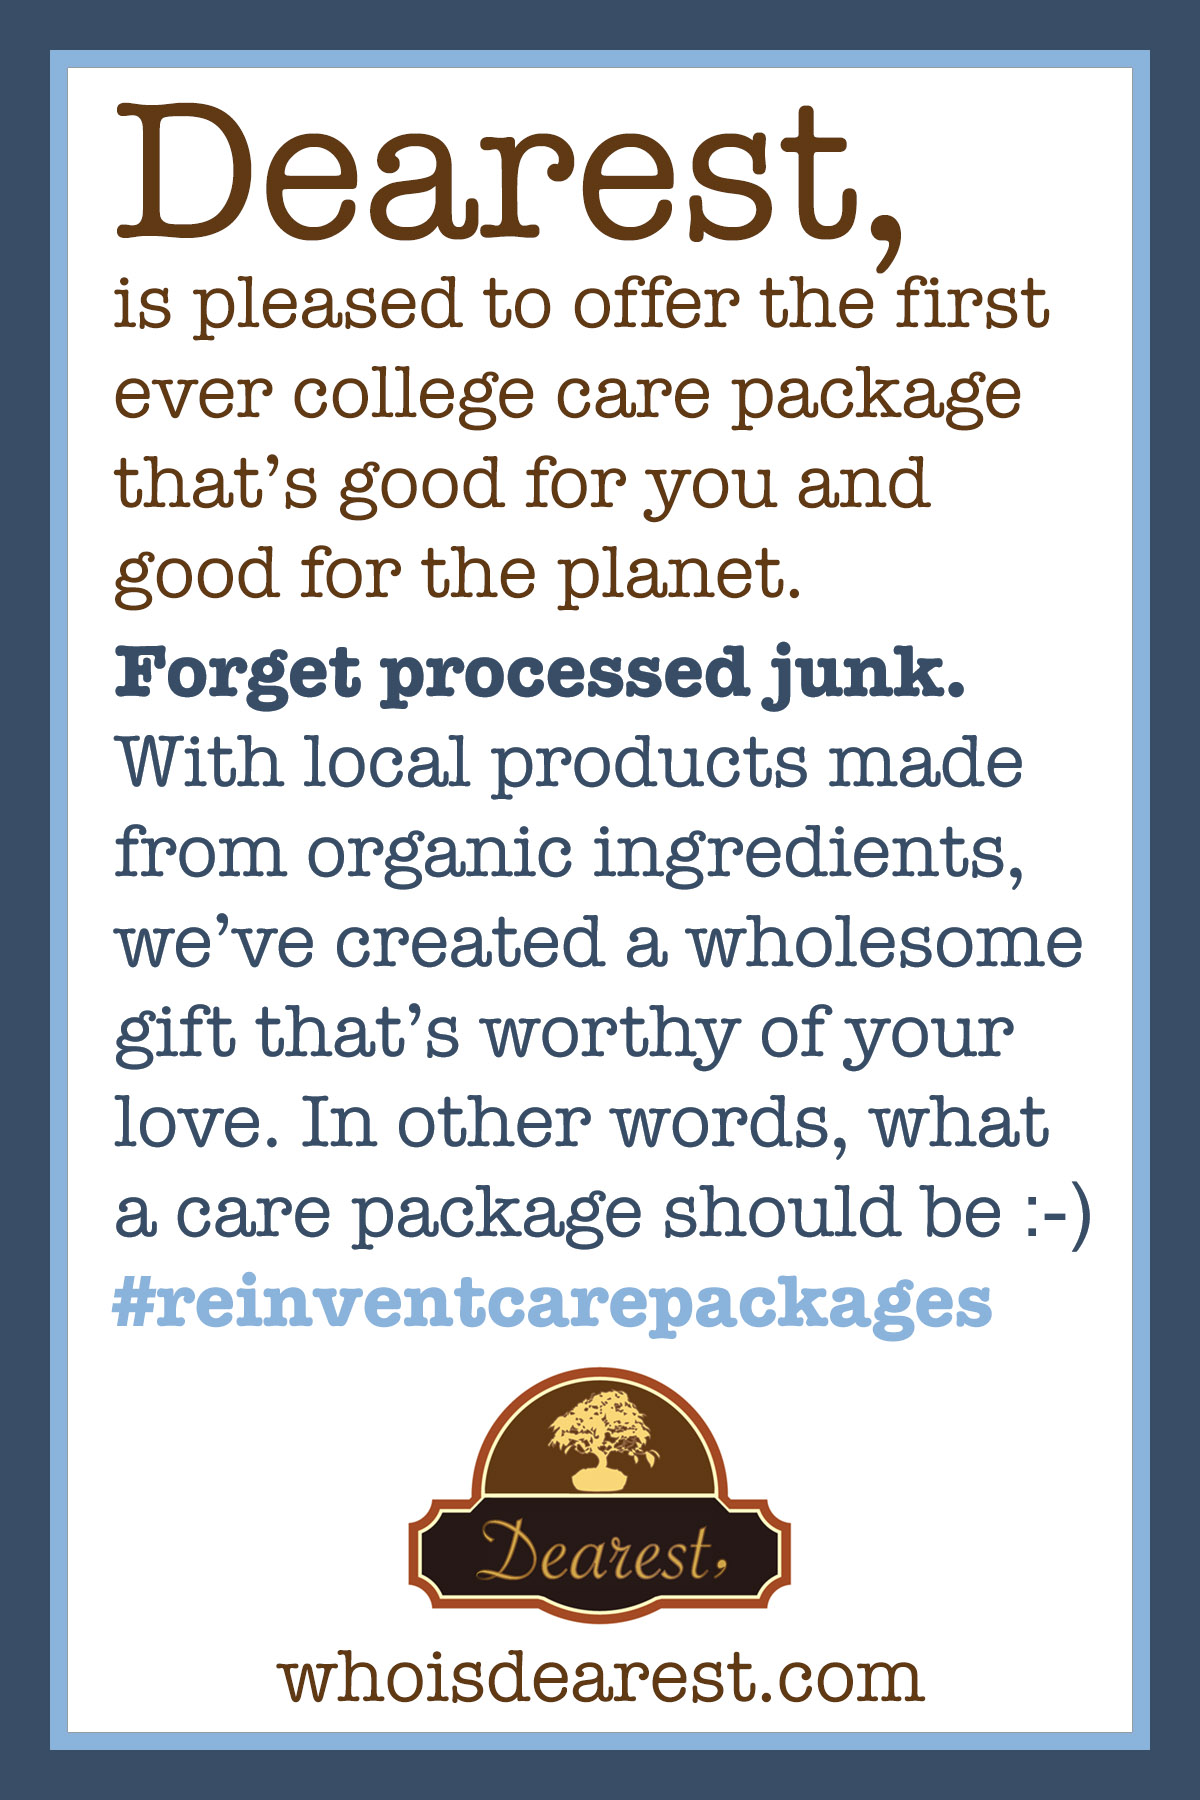 Dearest,
is pleased to offer the first
ever college care package
that’s good for you and
good for the planet.
Forget processed junk.
With local products made
from organic ingredients,
we’ve created a wholesome
gift that’s worthy of your
love. In other words, what
a care package should be :-)
#reinventcarepackages
Dearest,
whoisdearest.com